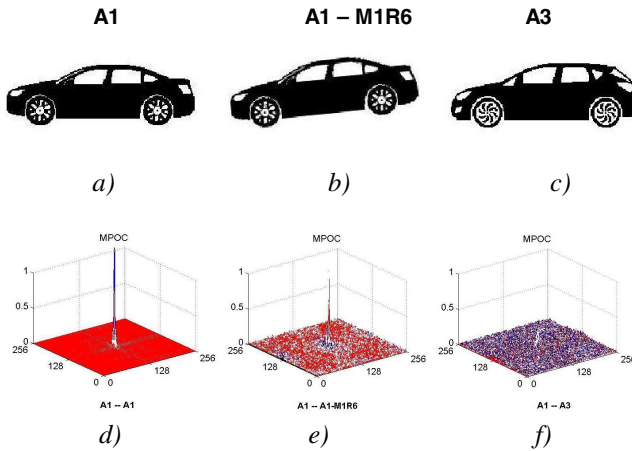 A1 A1 – M1R6 A3
a) b) c)
MPOC MPOC MPOC
1 1 1
0.5 0.5 0.5
0 0 0
256 256 256 256 256 256
128 128 128 128 128 128
0 0 0 0 0 0
A1 -- A1 A1 -- A1-M1R6 A1 -- A3
d) e) f)